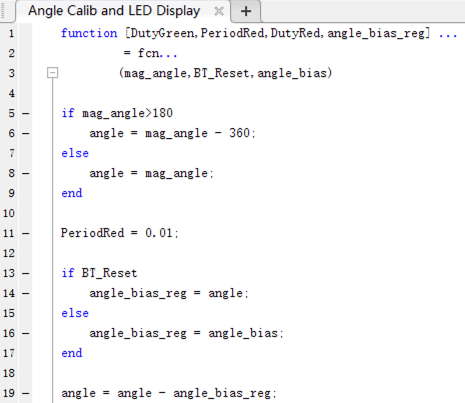 Angle Calib and LED Display × +
1 function [DutyGreen,PeriodRed,DutyRed,angle_bias_reg] ...
2 = fcn...
3 (mag_angle,BT_Reset,angle_bias)
4
5 – if mag_angle>180
6 – angle = mag_angle - 360;
7 else
8 – angle = mag_angle;
9 end
10
11 – PeriodRed = 0.01;
12
13 – if BT_Reset
14 – angle_bias_reg = angle;
15 else
16 – angle_bias_reg = angle_bias;
17 end
18
19 – angle = angle - angle_bias_reg;